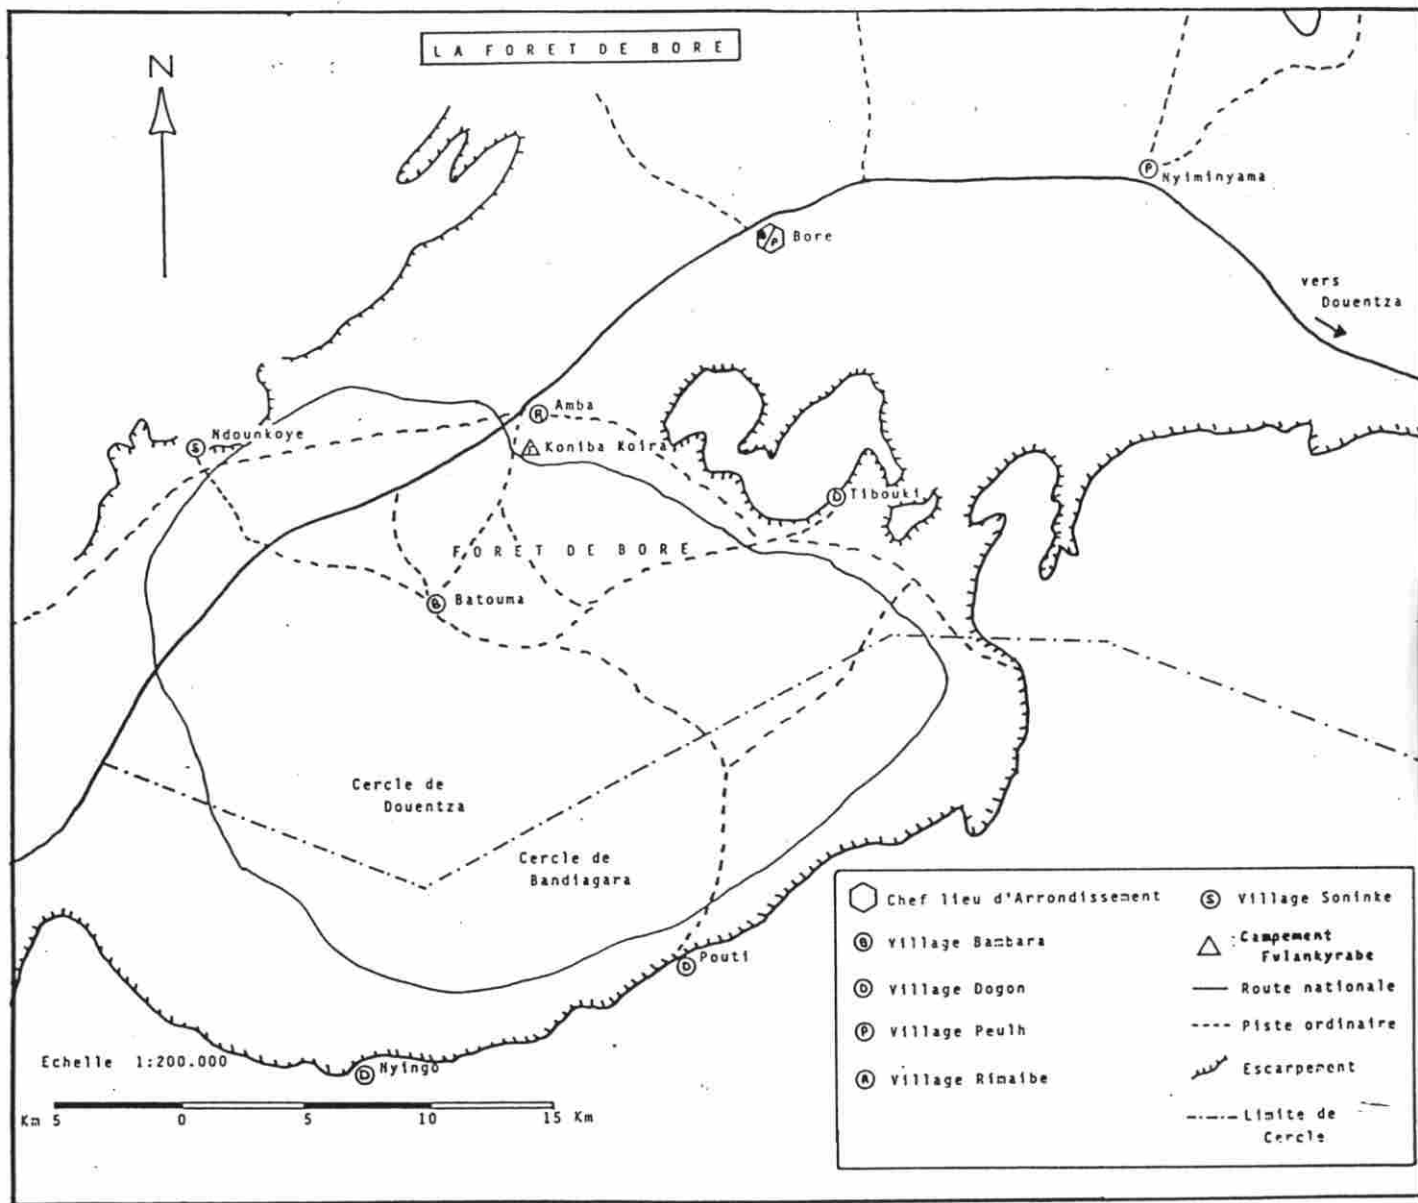 LA FORET DE BORE
N
P
Nyiminyama
P
Bore
vers
Douentza
R
Amba
Ndounkoye
S
Koniba Koira
D
Tibouki
FORET DE BORE
B
Batouma
Cercle de
Douentza
Cercle de
Bandiagara
Pouti
D
Echelle 1:200.000
Nyingo
D
Km 5 0 5 10 15 Km
Chef lieu d'Arrondissement
B Village Bambara
D Village Dogon
P Village Peulh
R Village Rimaibe
S Village Soninke
:Campement
Fulankyrabe
Route nationale
Piste ordinaire
Escarpement
Limite de
Cercle